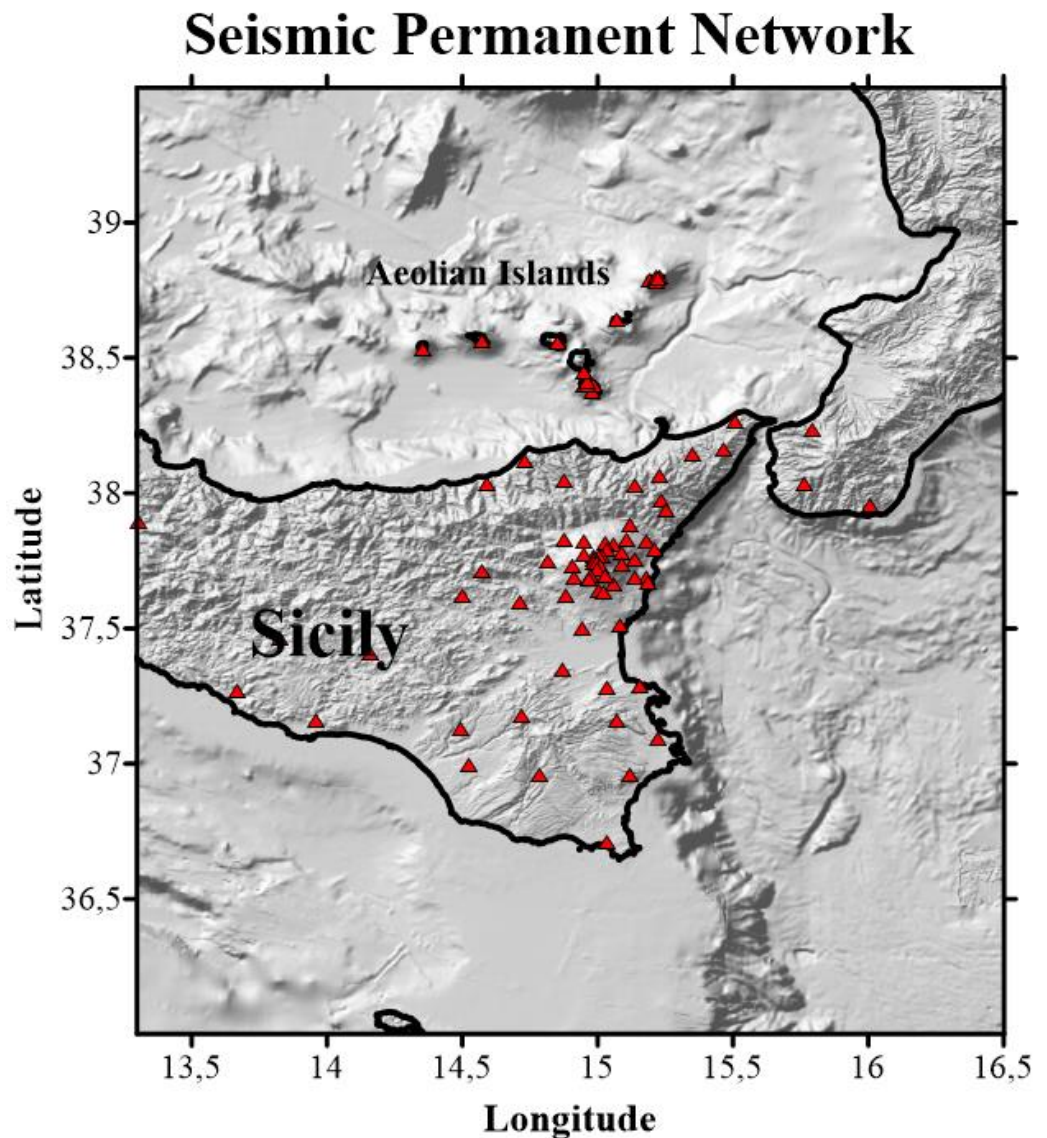 Seismic Permanent Network
39
Aeolian Islands
38,5
38
Latitude
37,5
Sicily
37
36,5
13,5 14 14,5 15 15,5 16 16,5
Longitude